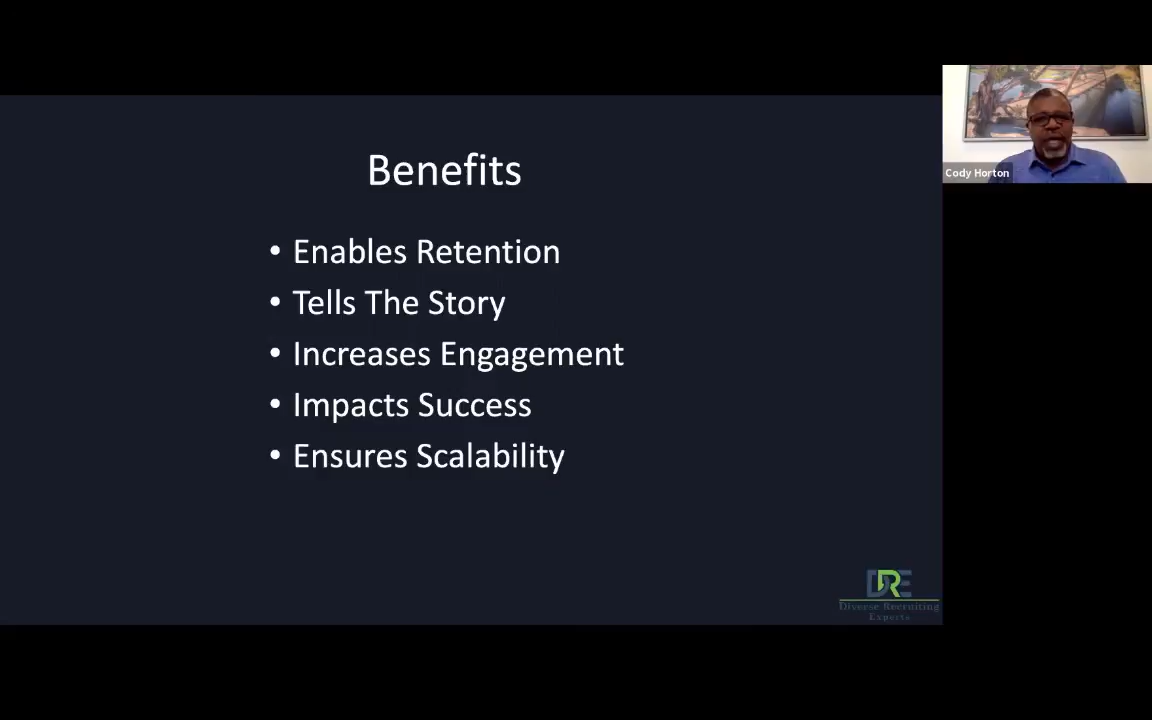 Benefits
• Enables Retention
• Tells The Story
• Increases Engagement
• Impacts Success
• Ensures Scalability
Cody Horton
DRE
Diverse Recruiting
Experts